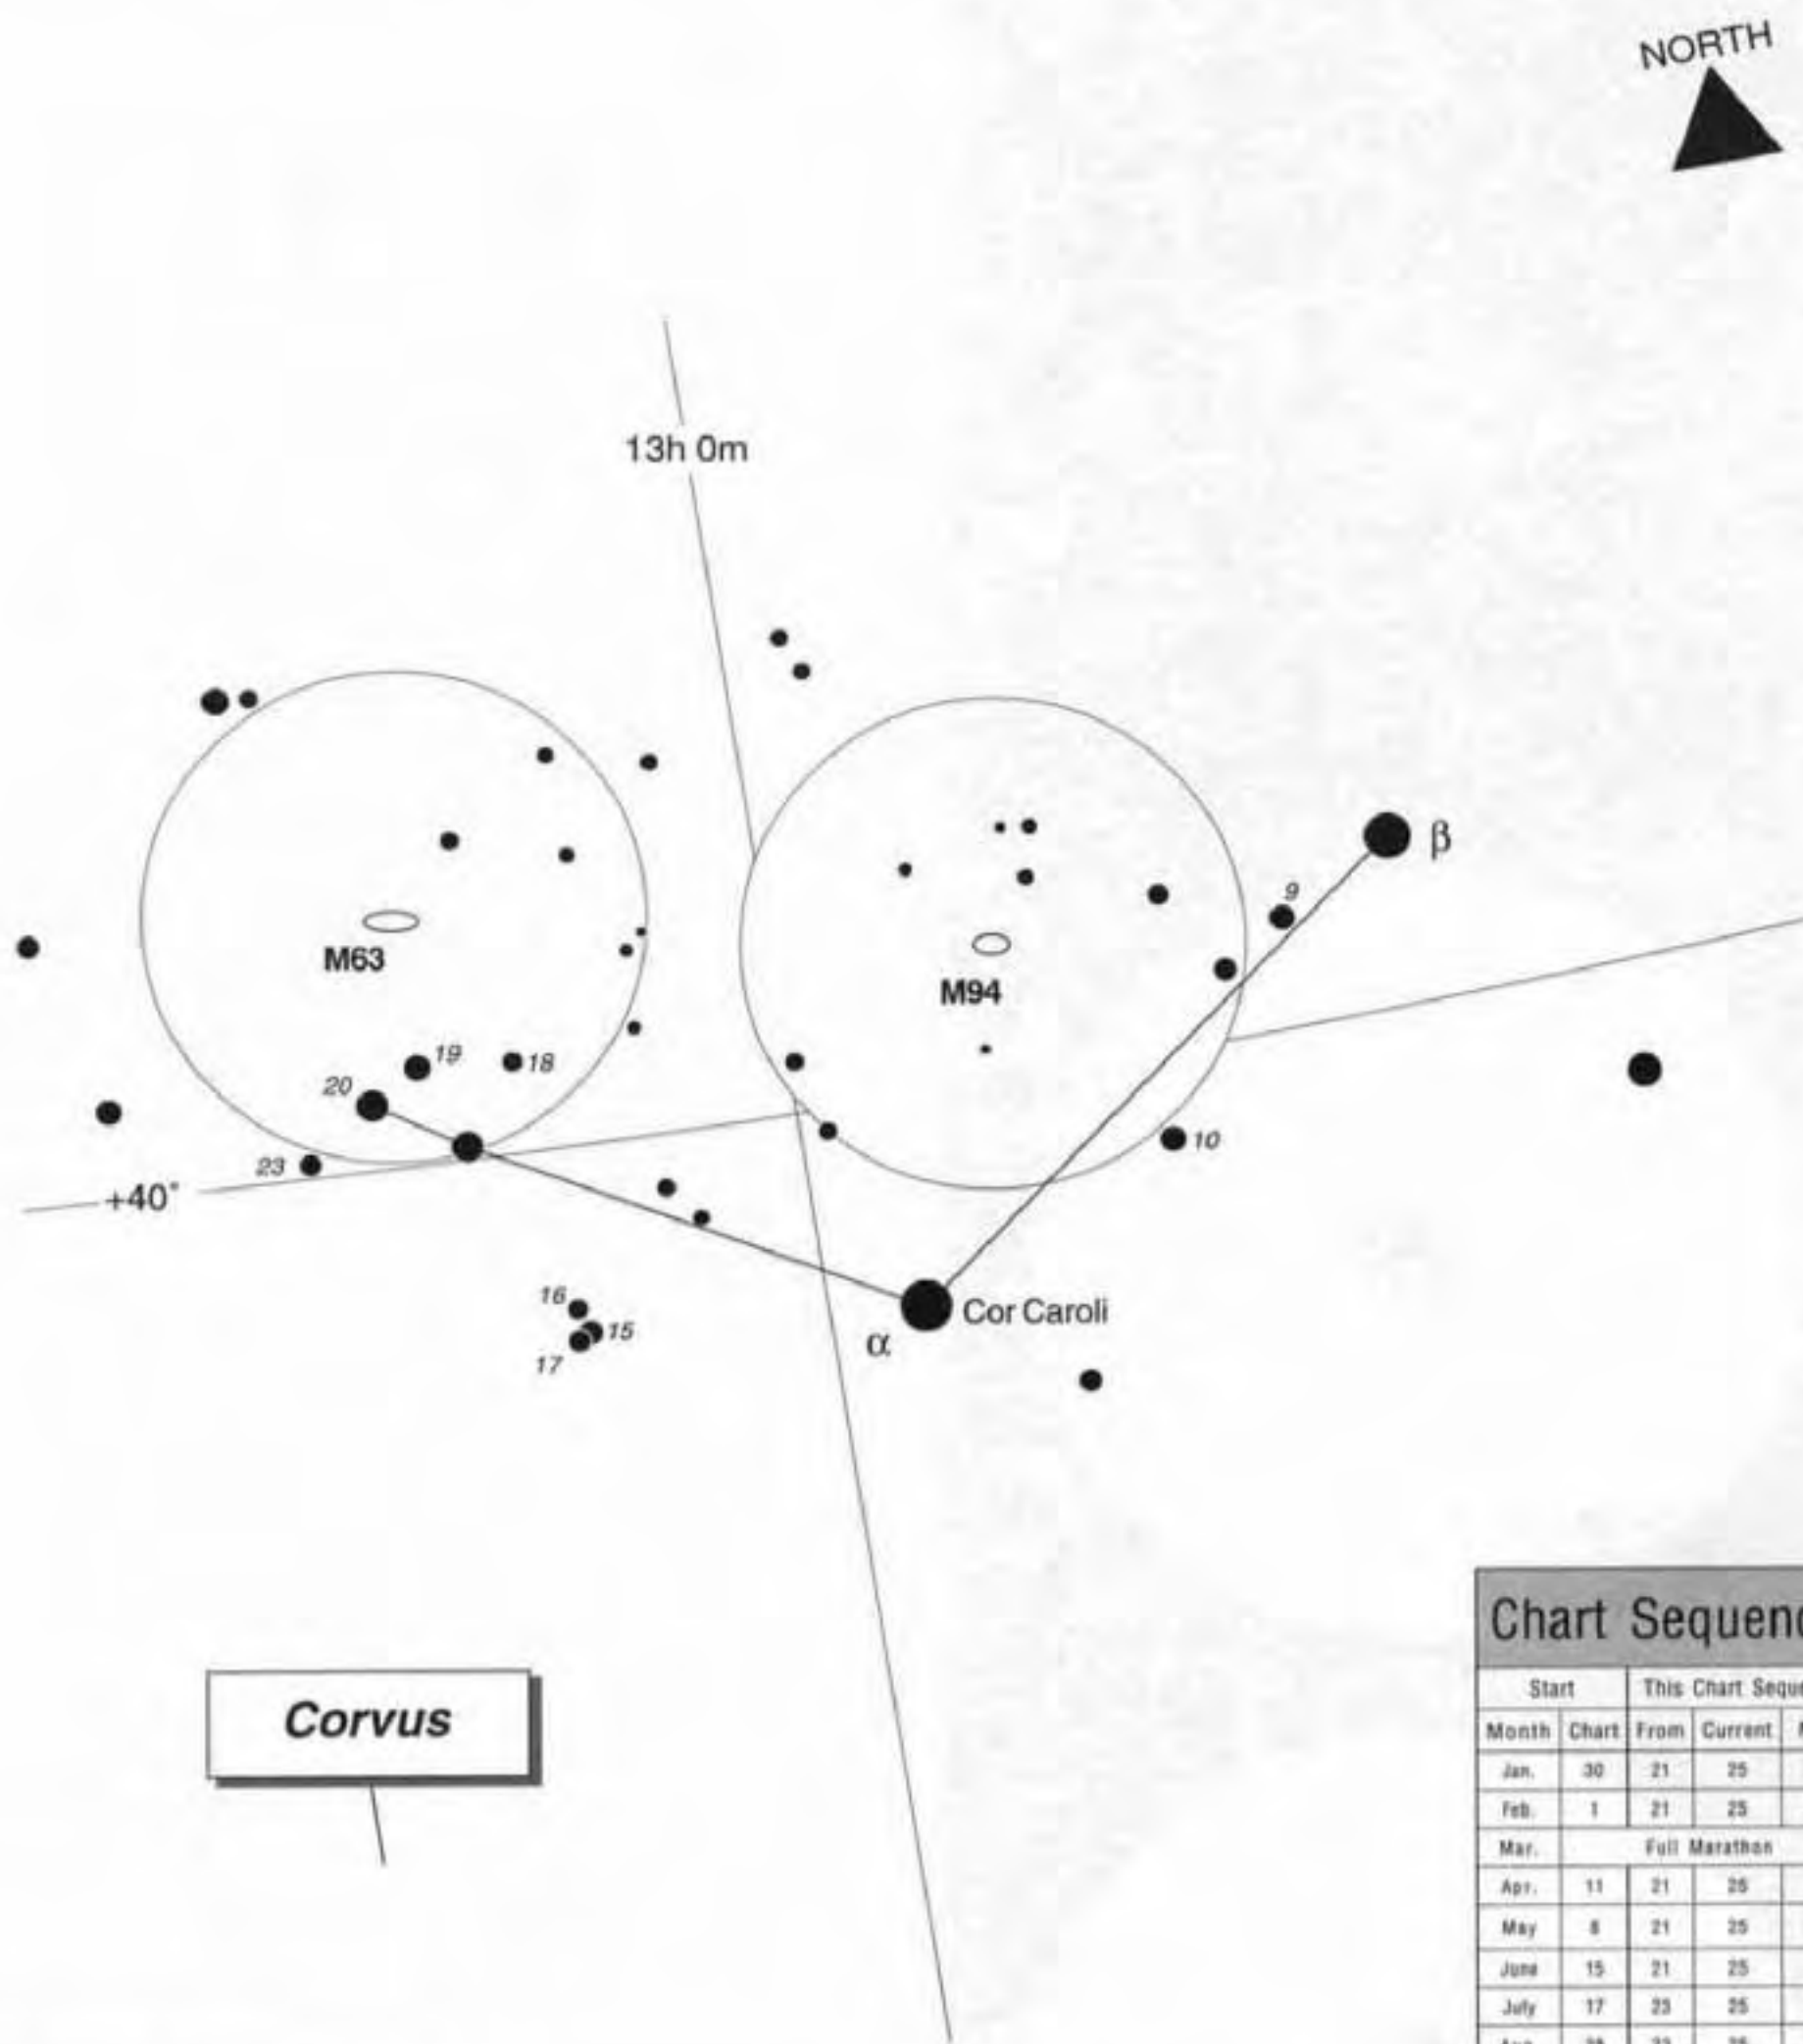 NORTH
13h 0m
β
9
M63
M94
19
18
20
10
23
+40°
16
15
17
Cor Caroli
α
Corvus
Chart Sequenc
Start This Chart Seque
Month Chart From Current
Jan. 30 21 25
Feb. 1 21 25
Mar. Full Marathon
Apr. 11 21 25
May 8 21 25
June 15 21 25
July 17 23 25